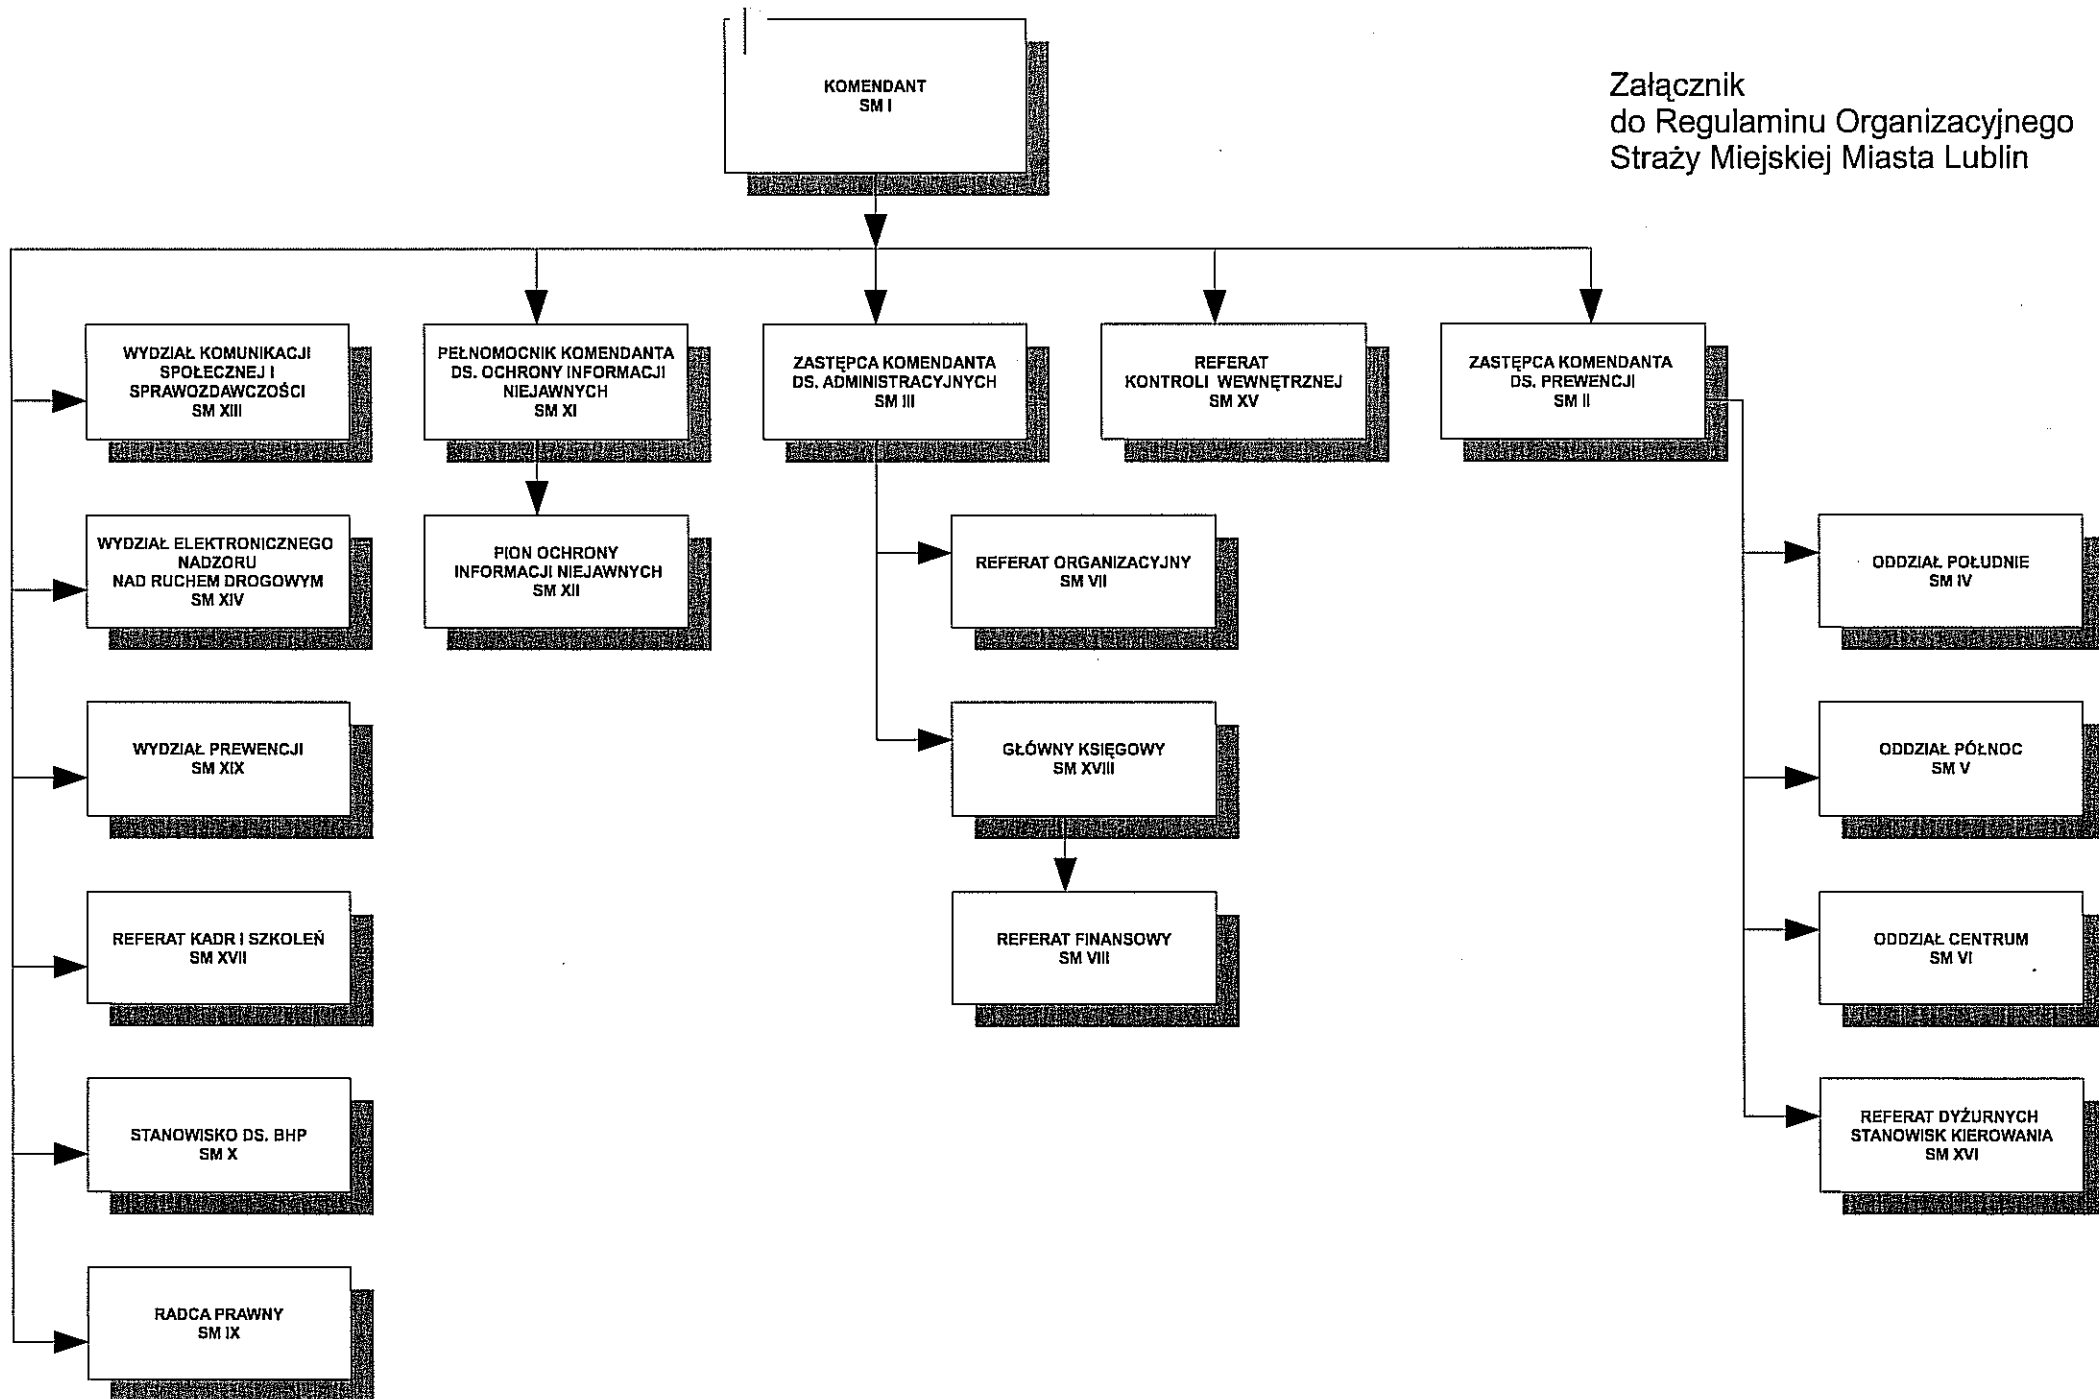 KOMENDANT
SM I
Załącznik
do Regulaminu Organizacyjnego
Straży Miejskiej Miasta Lublin
WYDZIAŁ KOMUNIKACJI
SPOŁECZNEJ I
SPRAWOZDAWCZOŚCI
SM XIII
PEŁNOMOCNIK KOMENDANTA
DS. OCHRONY INFORMACJI
NIEJAWNYCH
SM XI
ZASTĘPCA KOMENDANTA
DS. ADMINISTRACYJNYCH
SM III
REFERAT
KONTROLI WEWNĘTRZNEJ
SM XV
ZASTĘPCA KOMENDANTA
DS. PREWENCJI
SM II
WYDZIAŁ ELEKTRONICZNEGO
NADZORU
NAD RUCHEM DROGOWYM
SM XIV
PION OCHRONY
INFORMACJI NIEJAWNYCH
SM XII
REFERAT ORGANIZACYJNY
SM VII
ODDZIAŁ POŁUDNIE
SM IV
WYDZIAŁ PREWENCJI
SM XIX
GŁÓWNY KSIĘGOWY
SM XVIII
ODDZIAŁ PÓŁNOC
SM V
REFERAT KADR I SZKOLEŃ
SM XVII
REFERAT FINANSOWY
SM VIII
ODDZIAŁ CENTRUM
SM VI
STANOWISKO DS. BHP
SM X
REFERAT DYŻURNYCH
STANOWISK KIEROWANIA
SM XVI
RADCA PRAWNY
SM IX